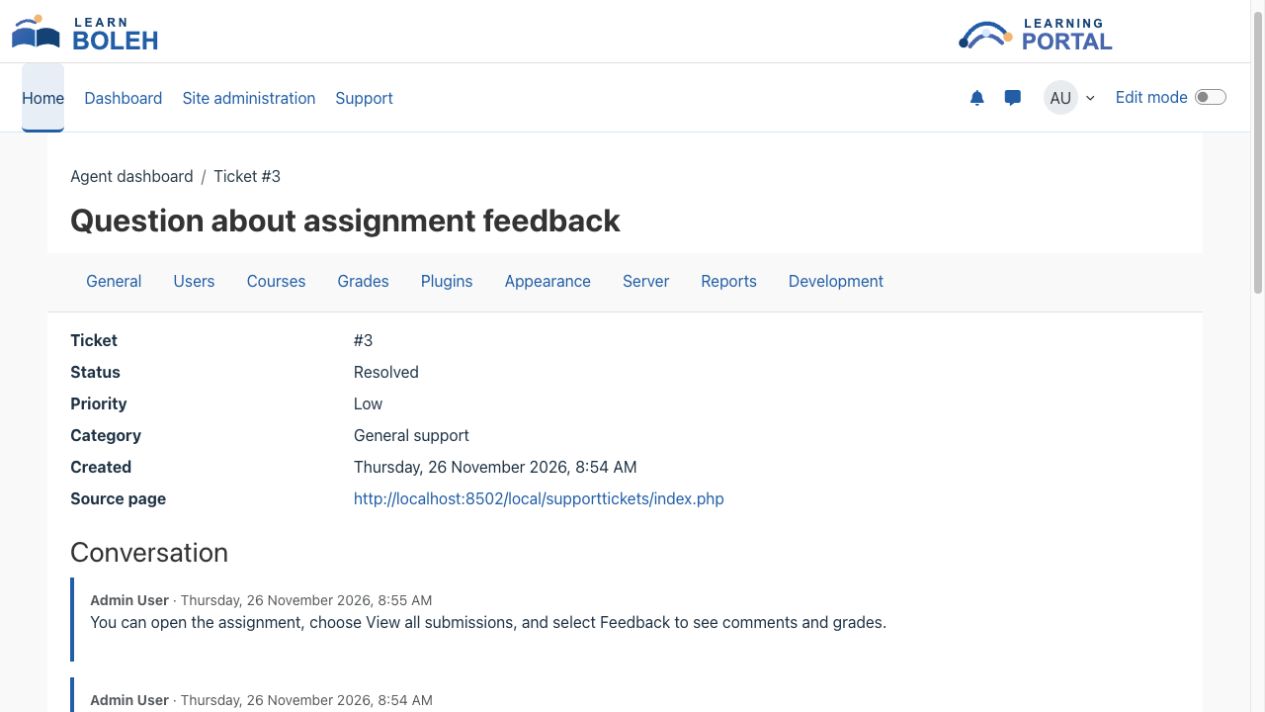 LEARN
BOLEH
LEARNING
PORTAL
Home Dashboard Site administration Support
AU Edit mode
Agent dashboard / Ticket #3
Question about assignment feedback
General Users Courses Grades Plugins Appearance Server Reports Development
Ticket #3
Status Resolved
Priority Low
Category General support
Created Thursday, 26 November 2026, 8:54 AM
Source page http://localhost:8502/local/supporttickets/index.php
Conversation
Admin User · Thursday, 26 November 2026, 8:55 AM
You can open the assignment, choose View all submissions, and select Feedback to see comments and grades.
Admin User · Thursday, 26 November 2026, 8:54 AM